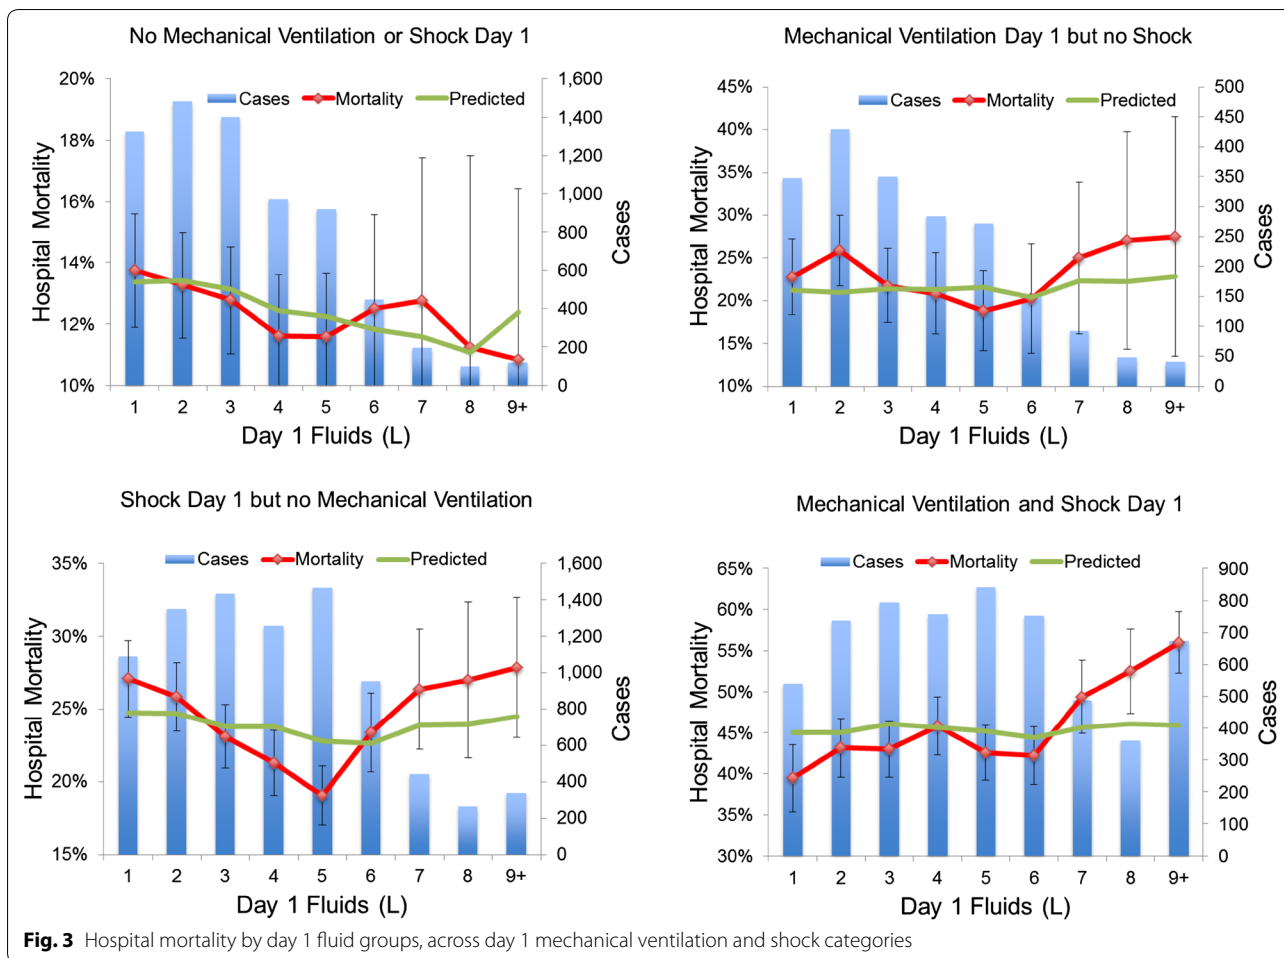 No Mechanical Ventilation or Shock Day 1
20%
18%
16%
14%
12%
10%
Hospital Mortality
Cases
Mortality
Predicted
1,600
1,400
1,200
1,000
800
600
400
200
0
Cases
1 2 3 4 5 6 7 8 9+
Day 1 Fluids (L)
Mechanical Ventilation Day 1 but no Shock
45%
40%
35%
30%
25%
20%
15%
10%
Hospital Mortality
Cases
Mortality
Predicted
500
450
400
350
300
250
200
150
100
50
0
Cases
1 2 3 4 5 6 7 8 9+
Day 1 Fluids (L)
Shock Day 1 but no Mechanical Ventilation
35%
30%
25%
20%
15%
Hospital Mortality
Cases
Mortality
Predicted
1,600
1,400
1,200
1,000
800
600
400
200
0
Cases
1 2 3 4 5 6 7 8 9+
Day 1 Fluids (L)
Mechanical Ventilation and Shock Day 1
65%
60%
55%
50%
45%
40%
35%
30%
Hospital Mortality
Cases
Mortality
Predicted
900
800
700
600
500
400
300
200
100
0
Cases
1 2 3 4 5 6 7 8 9+
Day 1 Fluids (L)
Fig. 3 Hospital mortality by day 1 fluid groups, across day 1 mechanical ventilation and shock categories